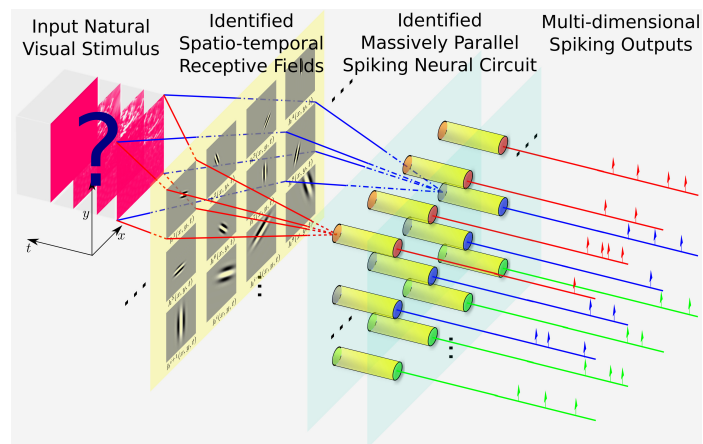 Input Natural
Visual Stimulus
Identified
Spatio-temporal
Receptive Fields
Identified
Massively Parallel
Spiking Neural Circuit
Multi-dimensional
Spiking Outputs
?
y
x
t